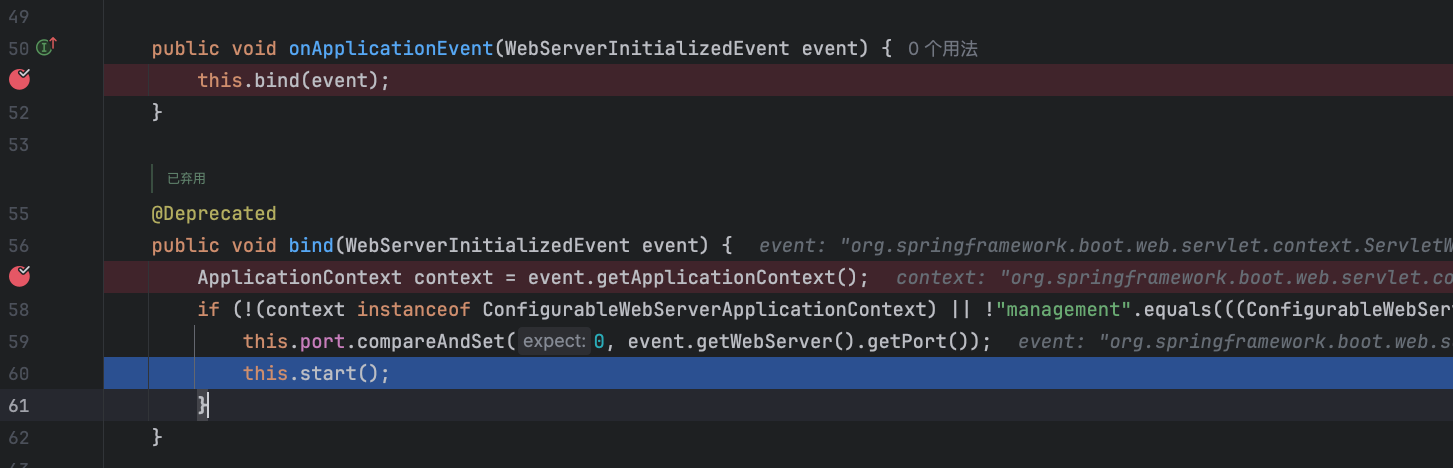 49
50 public void onApplicationEvent(WebServerInitializedEvent event) { 0 个用法
this.bind(event);
52 }
53
已弃用
55 @Deprecated
56 public void bind(WebServerInitializedEvent event) { event: "org.springframework.boot.web.servlet.context.ServletW
ApplicationContext context = event.getApplicationContext(); context: "org.springframework.boot.web.servlet.co
58 if (!(context instanceof ConfigurableWebServerApplicationContext) || !"management".equals(((ConfigurableWebSer
59 this.port.compareAndSet( expect: 0, event.getWebServer().getPort()); event: "org.springframework.boot.web.s
60 this.start();
61 }
62 }